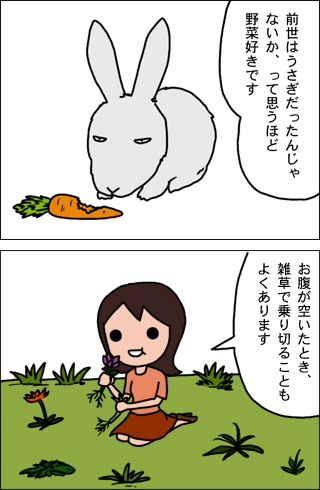 前世はうさぎだったんじゃ
ないか、って思うほど
野菜好きです
お腹が空いたとき、
雑草で乗り切ることも
よくあります